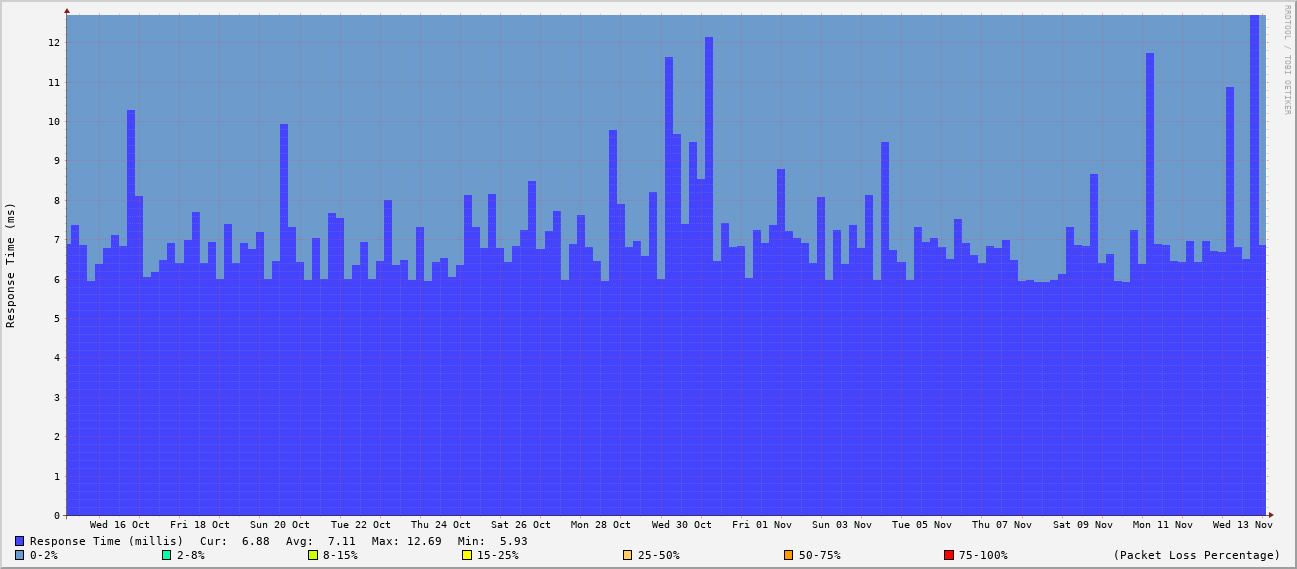 RRDTOOL / TOBI OETIKER
Response Time (ms)
12
11
10
9
8
7
6
5
4
3
2
1
0
Wed 16 Oct Fri 18 Oct Sun 20 Oct Tue 22 Oct Thu 24 Oct Sat 26 Oct Mon 28 Oct Wed 30 Oct Fri 01 Nov Sun 03 Nov Tue 05 Nov Thu 07 Nov Sat 09 Nov Mon 11 Nov Wed 13 Nov
Response Time (millis) Cur: 6.88 Avg: 7.11 Max: 12.69 Min: 5.93
0-2% 2-8% 8-15% 15-25% 25-50% 50-75% 75-100% (Packet Loss Percentage)